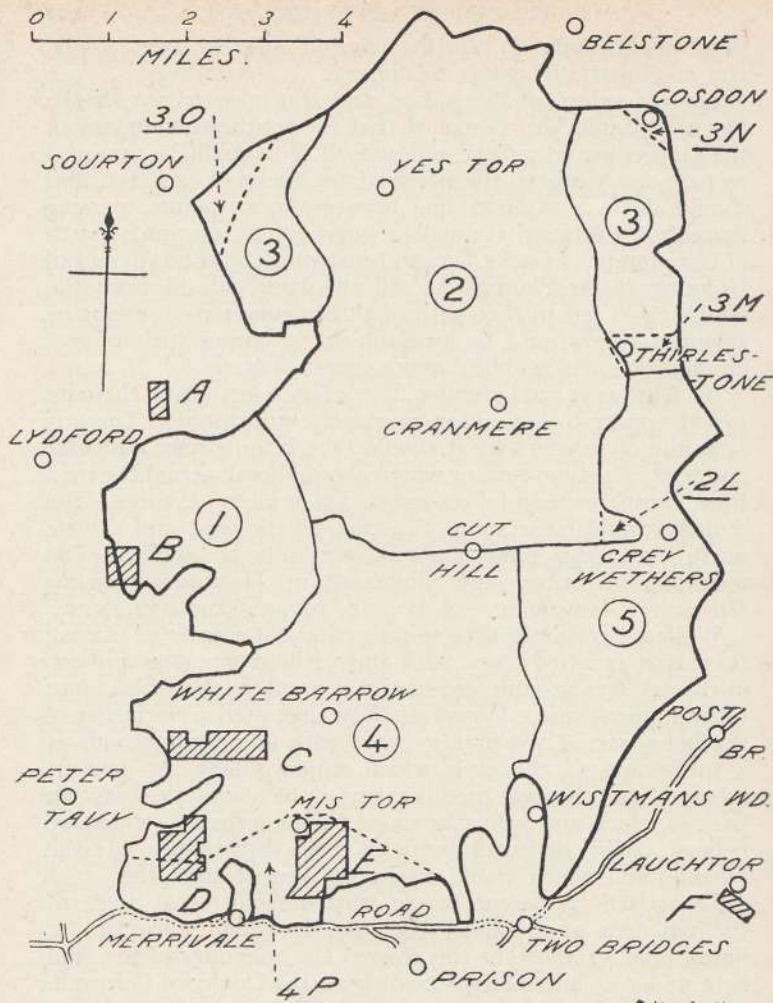 0 1 2 3 4
MILES.
BELSTONE
COSDON
3,O
3N
SOURTON
YES TOR
3
3
2
3M
THIRLES-
TONE
A
CRANMERE
LYDFORD
2L
1
CUT
HILL
GREY
WETHERS
B
5
WHITE BARROW
4
POST
BR.
C
PETER
TAVY
MIS TOR
WISTMANS WD.
E
LAUGHTOR
D
ROAD
F
MERRIVALE
TWO BRIDGES
PRISON
4P